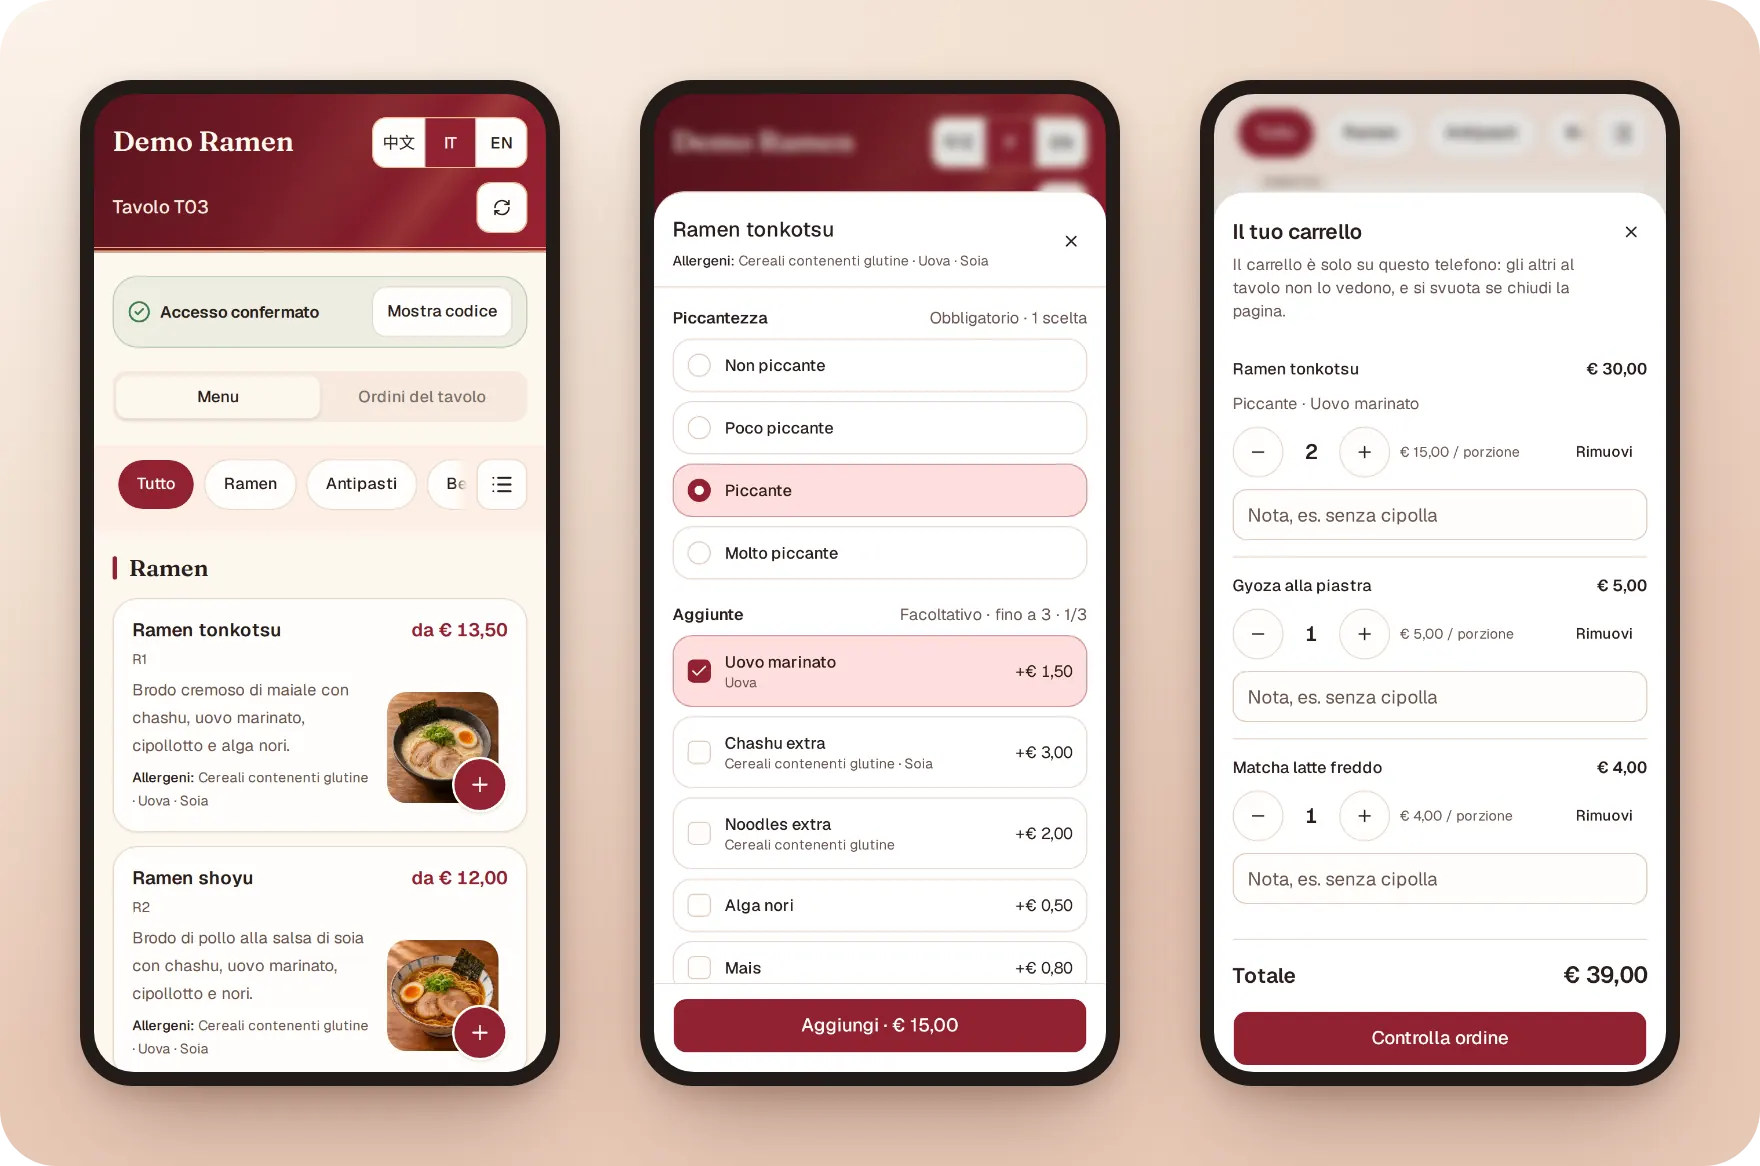 Demo Ramen
中文 IT EN
Tavolo T03
Accesso confermato
Mostra codice
Menu
Ordini del tavolo
Tutto
Ramen
Antipasti
Ramen
Ramen tonkotsu
da € 13,50
R1
Brodo cremoso di maiale con
chashu, uovo marinato,
cipollotto e alga nori.
Allergeni: Cereali contenenti glutine
· Uova · Soia
Ramen shoyu
da € 12,00
R2
Brodo di pollo alla salsa di soia
con chashu, uovo marinato,
cipollotto e nori.
Allergeni: Cereali contenenti glutine
· Uova · Soia
Ramen tonkotsu
Allergeni: Cereali contenenti glutine · Uova · Soia
Piccantezza
Obbligatorio · 1 scelta
Non piccante
Poco piccante
Piccante
Molto piccante
Aggiunte
Facoltativo · fino a 3 · 1/3
Uovo marinato
Uova
+€ 1,50
Chashu extra
Cereali contenenti glutine · Soia
+€ 3,00
Noodles extra
Cereali contenenti glutine
+€ 2,00
Alga nori
+€ 0,50
Mais
+€ 0,80
Aggiungi · € 15,00
Il tuo carrello
Il carrello è solo su questo telefono: gli altri al
tavolo non lo vedono, e si svuota se chiudi la
pagina.
Ramen tonkotsu
€ 30,00
Piccante · Uovo marinato
− 2 + € 15,00 / porzione
Rimuovi
Nota, es. senza cipolla
Gyoza alla piastra
€ 5,00
− 1 + € 5,00 / porzione
Rimuovi
Nota, es. senza cipolla
Matcha latte freddo
€ 4,00
− 1 + € 4,00 / porzione
Rimuovi
Nota, es. senza cipolla
Totale
€ 39,00
Controlla ordine